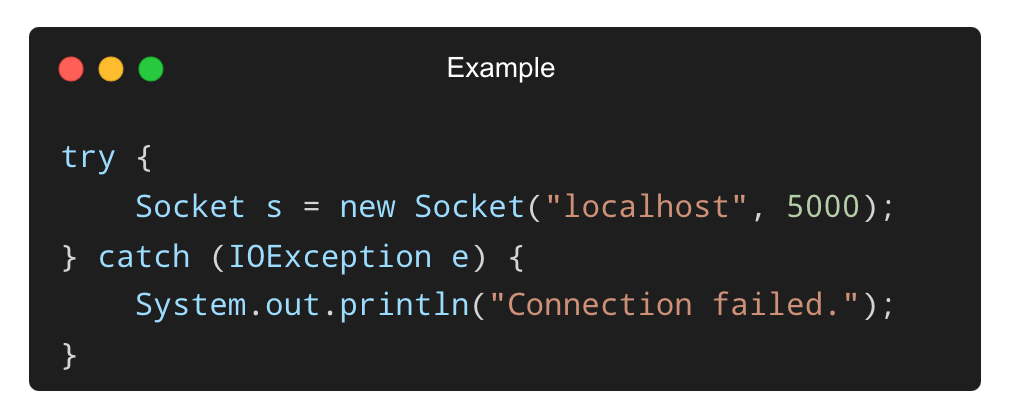 Example
try {
    Socket s = new Socket("localhost", 5000);
} catch (IOException e) {
    System.out.println("Connection failed.");
}